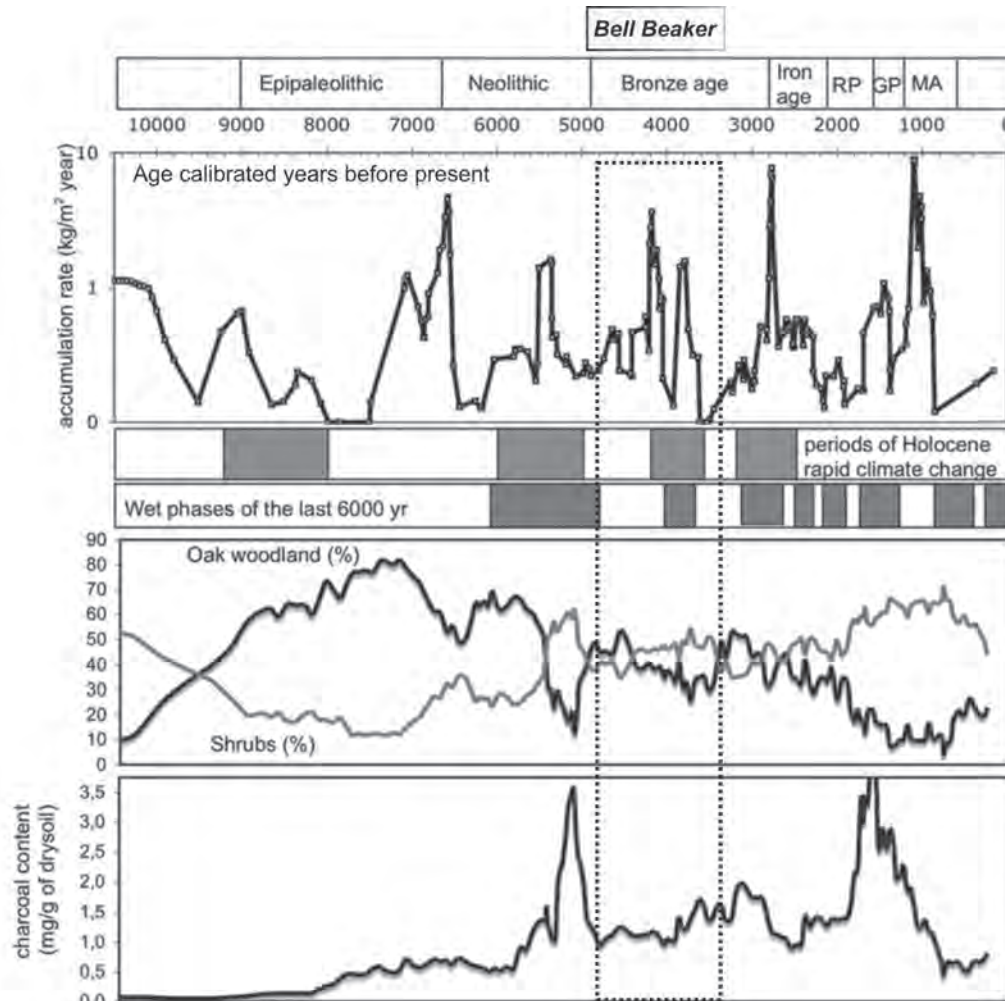 Bell Beaker
Epipaleolithic
Neolithic
Bronze age
Iron
age
RP
GP
MA
10000 9000 8000 7000 6000 5000 4000 3000 2000 1000 0
Age calibrated years before present
accumulation rate (kg/m² year)
10
1
0
periods of Holocene
rapid climate change
Wet phases of the last 6000 yr
Oak woodland (%)
Shrubs (%)
90
80
70
60
50
40
30
20
10
0
charcoal content
(mg/g of drysoil)
3,5
3,0
2,5
2,0
1,5
1,0
0,5
0,0